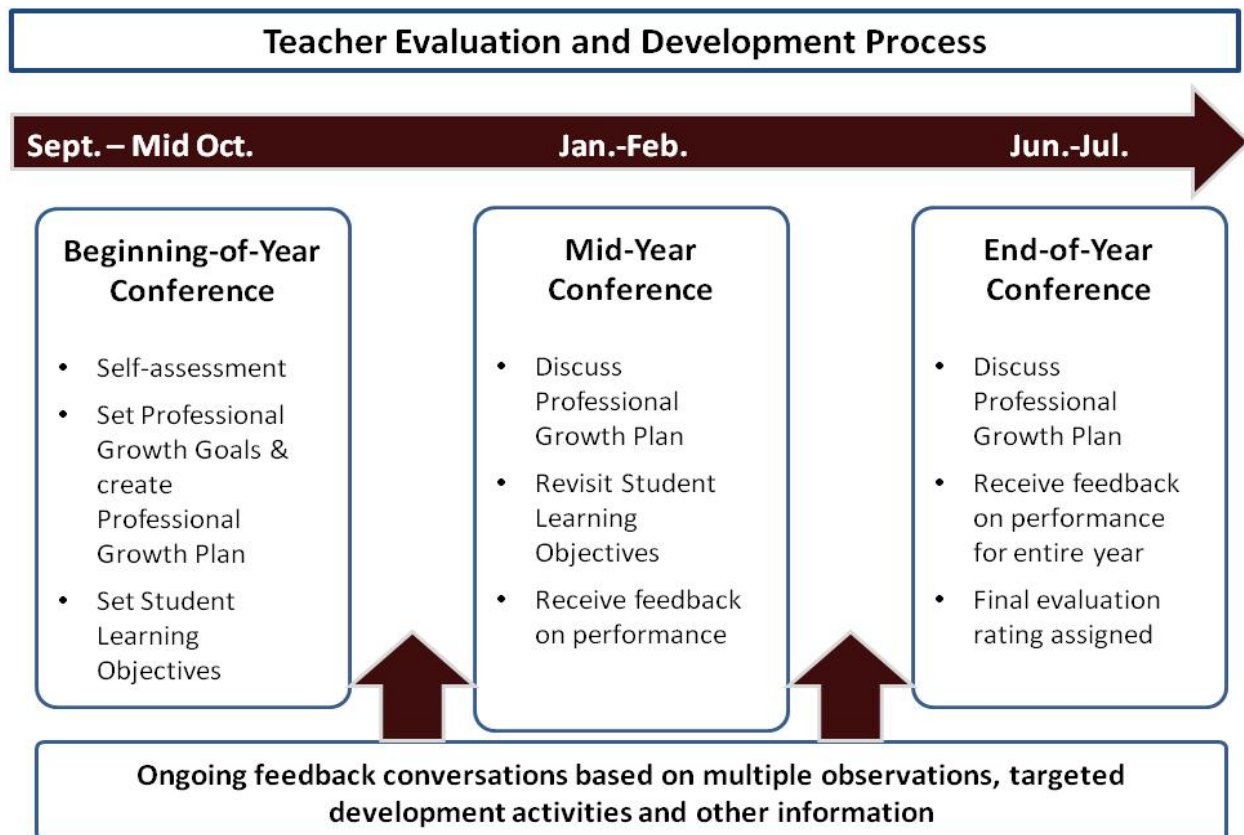 Teacher Evaluation and Development Process
Sept. – Mid Oct.
Jan.-Feb.
Jun.-Jul.
Beginning-of-Year
Conference
• Self-assessment
• Set Professional
Growth Goals &
create
Professional
Growth Plan
• Set Student
Learning
Objectives
Mid-Year
Conference
• Discuss
Professional
Growth Plan
• Revisit Student
Learning
Objectives
• Receive feedback
on performance
End-of-Year
Conference
• Discuss
Professional
Growth Plan
• Receive feedback
on performance
for entire year
• Final evaluation
rating assigned
Ongoing feedback conversations based on multiple observations, targeted
development activities and other information